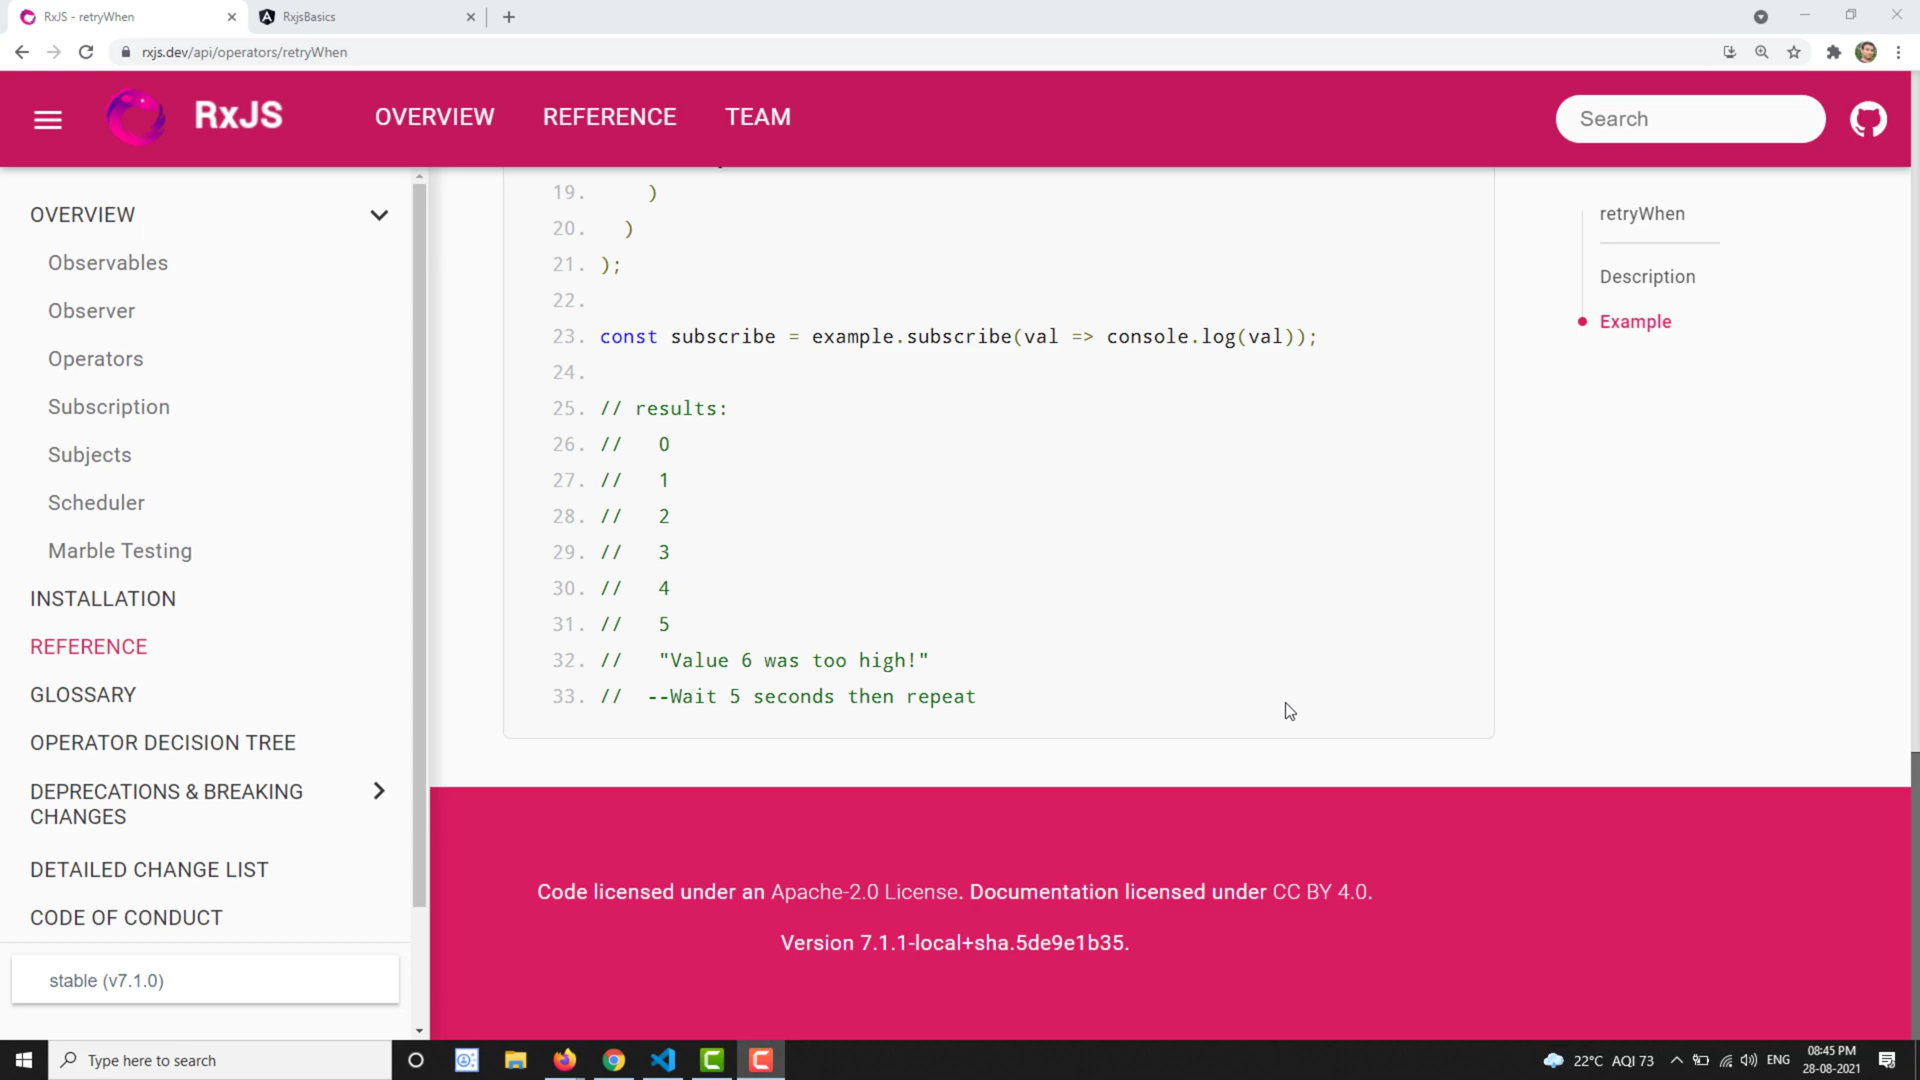 RxJS - retryWhen
RxjsBasics
rxjs.dev/api/operators/retryWhen
RxJS
OVERVIEW
REFERENCE
TEAM
Search
OVERVIEW
Observables
Observer
Operators
Subscription
Subjects
Scheduler
Marble Testing
INSTALLATION
REFERENCE
GLOSSARY
OPERATOR DECISION TREE
DEPRECATIONS & BREAKING
CHANGES
DETAILED CHANGE LIST
CODE OF CONDUCT
stable (v7.1.0)
19. )
20. )
21. );
22.
23. const subscribe = example.subscribe(val => console.log(val));
24.
25. // results:
26. // 0
27. // 1
28. // 2
29. // 3
30. // 4
31. // 5
32. // "Value 6 was too high!"
33. // --Wait 5 seconds then repeat
retryWhen
Description
Example
Code licensed under an Apache-2.0 License. Documentation licensed under CC BY 4.0.
Version 7.1.1-local+sha.5de9e1b35.
Type here to search
22°C AQI 73
ENG
08:45 PM
28-08-2021